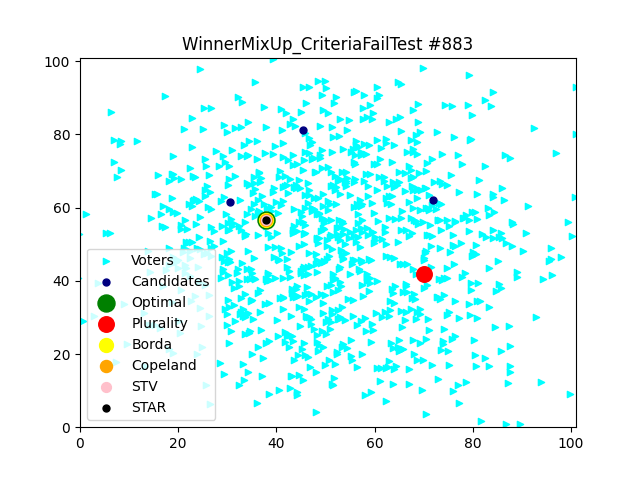 WinnerMixUp_CriteriaFailTest #883
100
80
60
40
20
0
0
20
40
60
80
100
Voters
Candidates
Optimal
Plurality
Borda
Copeland
STV
STAR